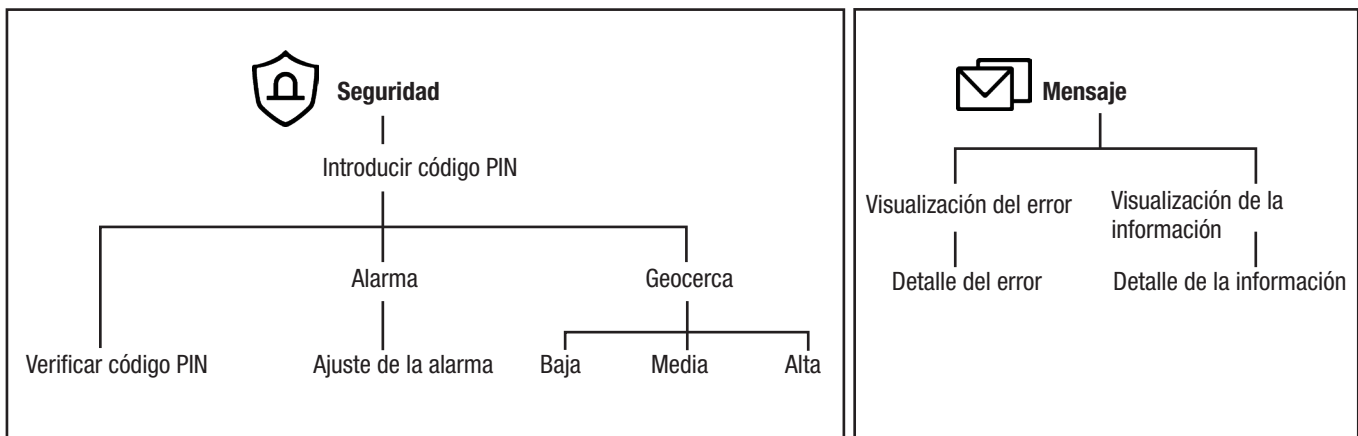 Seguridad
Introducir código PIN
Alarma
Geocerca
Verificar código PIN
Ajuste de la alarma
Baja
Media
Alta
Mensaje
Visualización del error
Visualización de la
información
Detalle del error
Detalle de la información